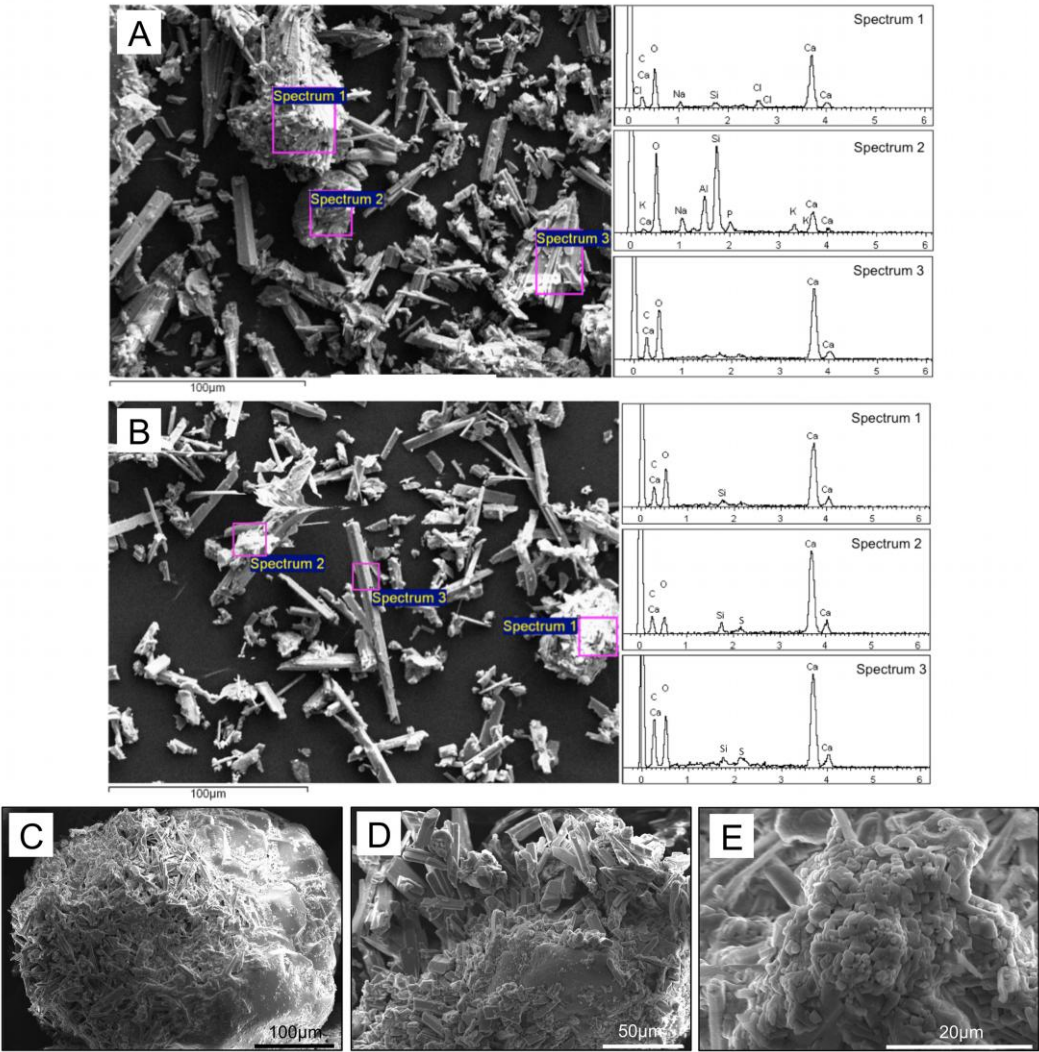 A
Spectrum 1
Spectrum 2
Spectrum 3
100µm
Spectrum 1
C
O
Ca
Cl
Na
Si
Cl
Cl
Ca
Ca
0 1 2 3 4 5 6
Spectrum 2
O
Si
K
Ca
Na
Al
P
K
K
Ca
Ca
0 1 2 3 4 5 6
Spectrum 3
C
Ca
O
Ca
Ca
0 1 2 3 4 5 6
B
Spectrum 2
Spectrum 3
Spectrum 1
100µm
Spectrum 1
C
Ca
O
Si
Ca
Ca
0 1 2 3 4 5 6
Spectrum 2
C
Ca
O
Si
S
Ca
Ca
0 1 2 3 4 5 6
Spectrum 3
C
Ca
O
Si
S
Ca
Ca
0 1 2 3 4 5 6
C
100µm
D
50µm
E
20µm